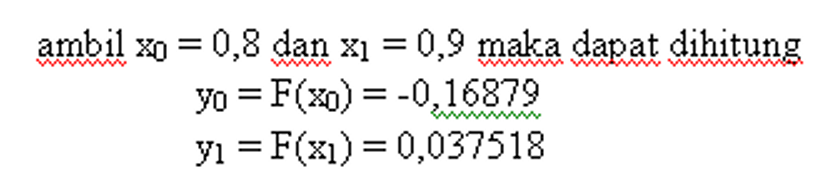 ambil x₀ = 0,8 dan x₁ = 0,9 maka dapat dihitung
y₀ = F(x₀) = -0,16879
y₁ = F(x₁) = 0,037518